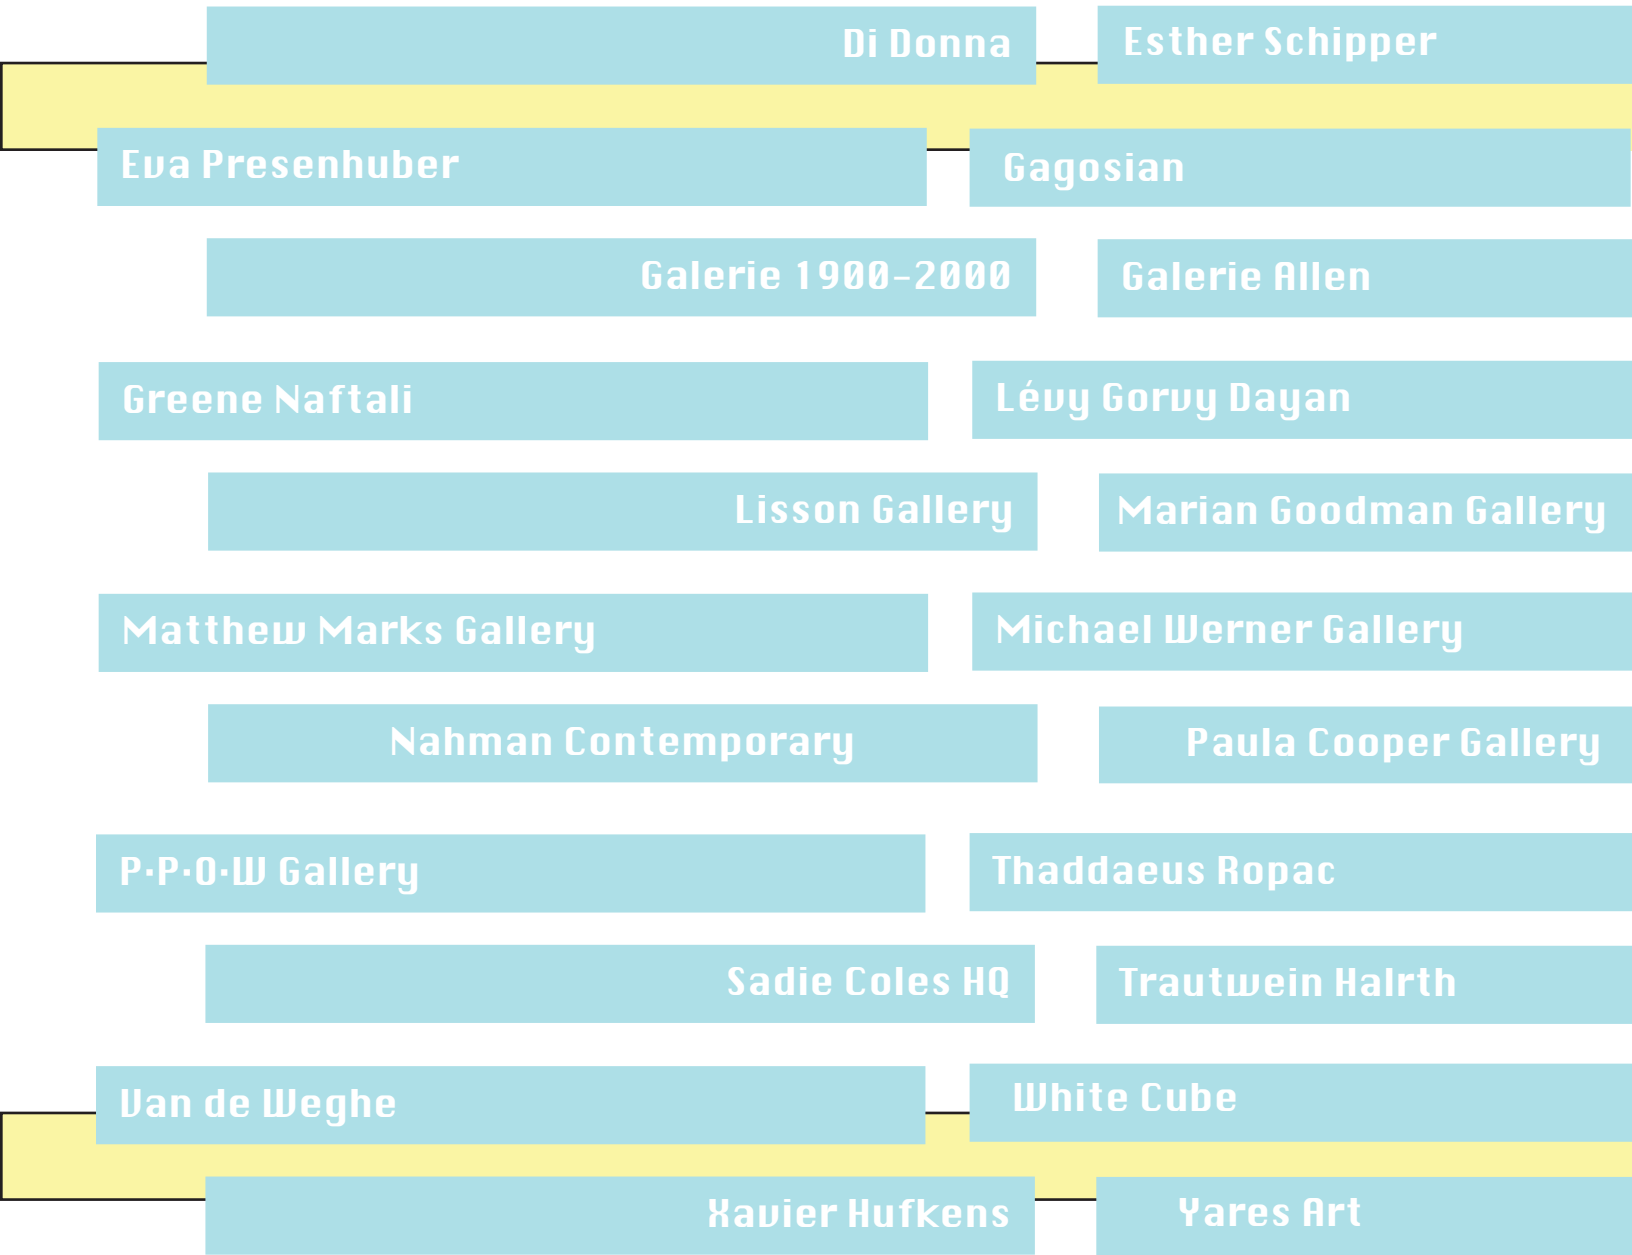 Di Donna
Esther Schipper
Eva Presenhuber
Gagosian
Galerie 1900-2000
Galerie Allen
Greene Naftali
Lévy Gorvy Dayan
Lisson Gallery
Marian Goodman Gallery
Matthew Marks Gallery
Michael Werner Gallery
Nahman Contemporary
Paula Cooper Gallery
P·P·O·W Gallery
Thaddaeus Ropac
Sadie Coles HQ
Trautwein Halrth
Van de Weghe
White Cube
Xavier Hufkens
Yares Art